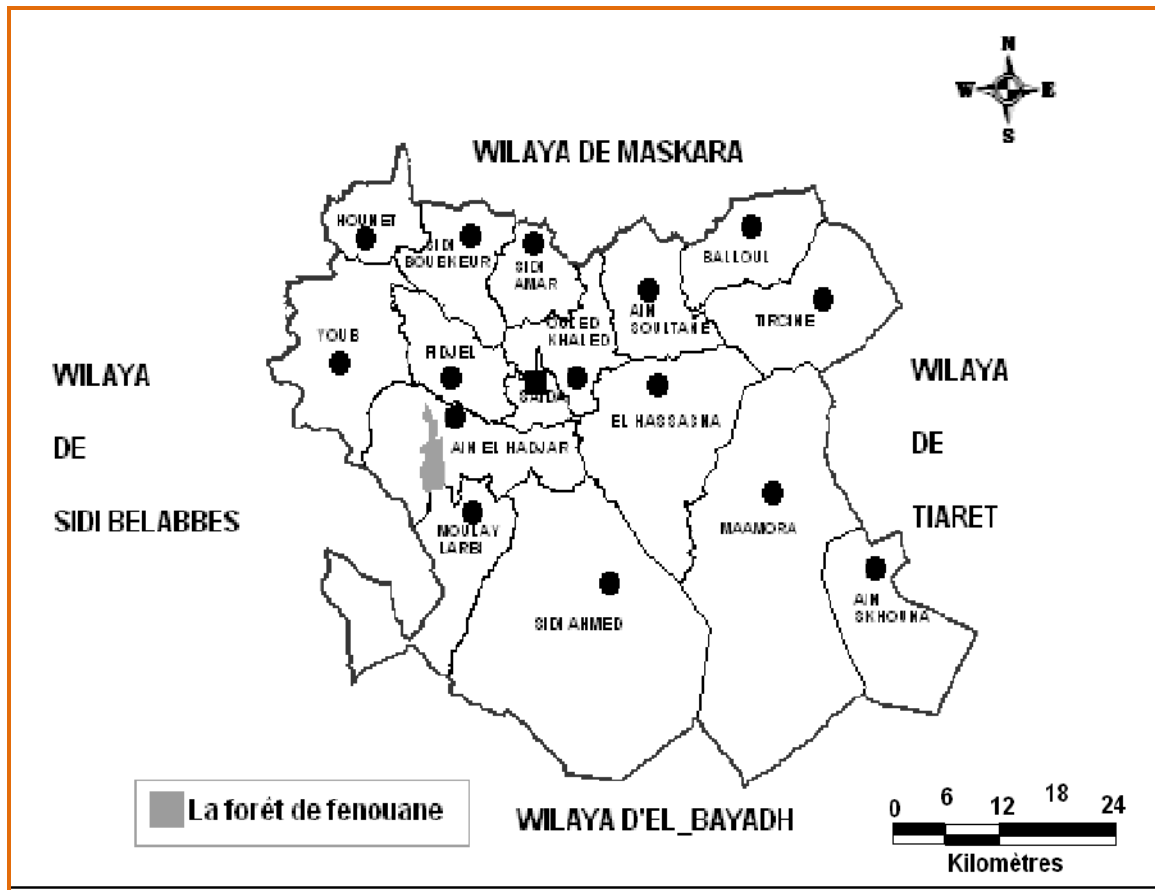 N
W E
S
WILAYA DE MASKARA
HOUNET
SIDI
BOUBKEUR
SIDI
AMAR
BALLOUL
AIN
SOULTANE
TIRCINE
OULED
KHALED
YOUB
SAIDA
EL HASSASNA
AIN EL HADJAR
WILAYA
DE
SIDI BELABBES
WILAYA
DE
TIARET
MOULAY
LARBI
MAAMORA
SIDI AHMED
AIN
SKHOUNA
La forêt de fenouane
WILAYA D'EL_BAYADH
0 6 12 18 24
Kilomètres